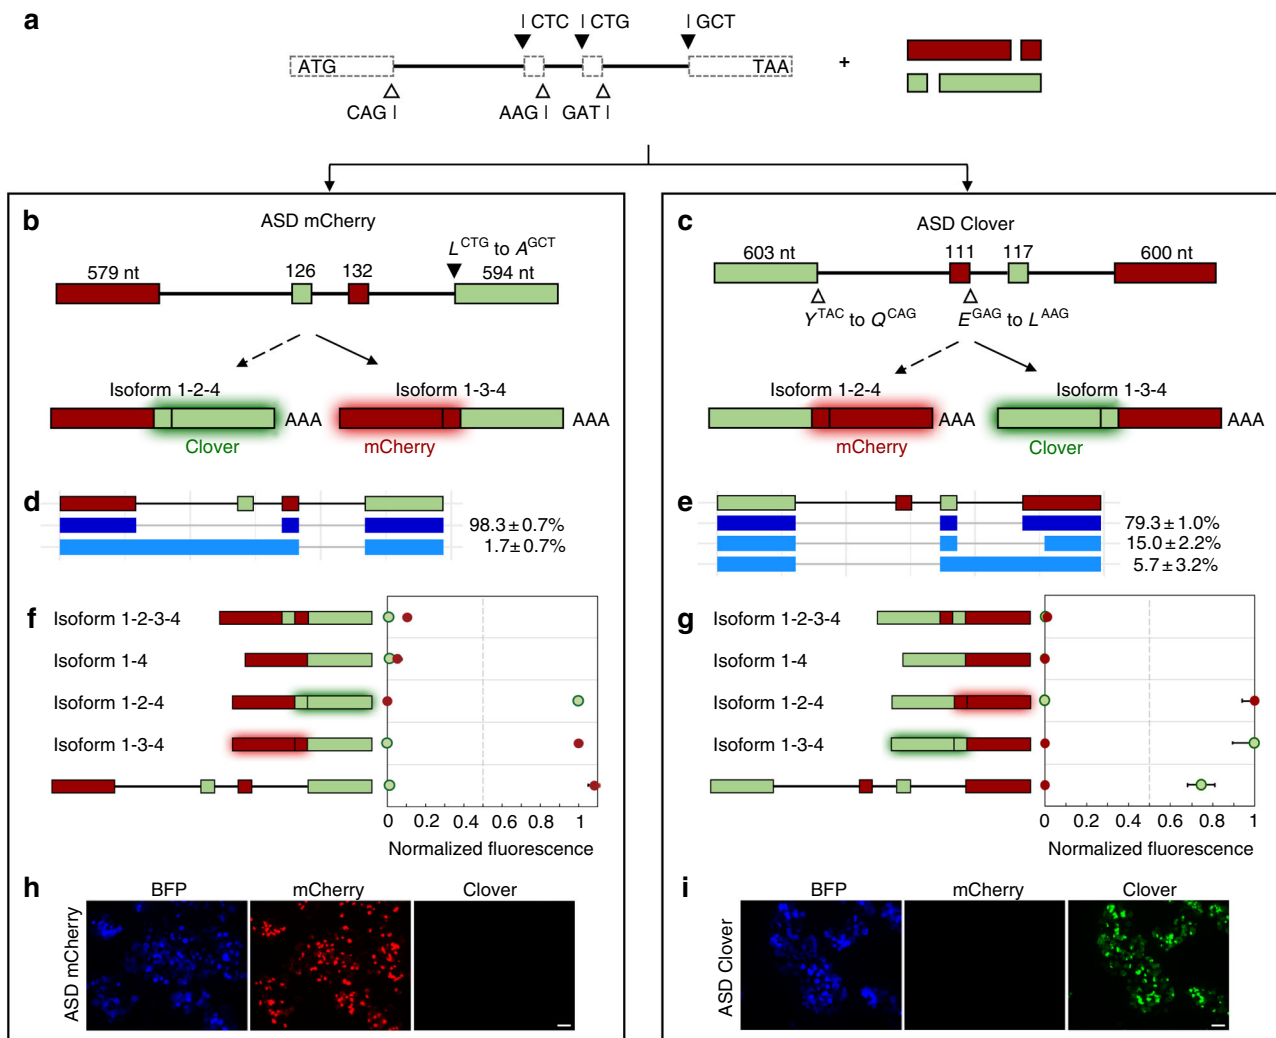 a
| CTC
| CTG
| GCT
ATG
TAA
+
CAG |
AAG |
GAT |
b
ASD mCherry
L^CTG to A^GCT
579 nt
126
132
594 nt
Isoform 1-2-4
Isoform 1-3-4
AAA
AAA
Clover
mCherry
c
ASD Clover
603 nt
111
117
600 nt
Y^TAC to Q^CAG
E^GAG to L^AAG
Isoform 1-2-4
Isoform 1-3-4
AAA
AAA
mCherry
Clover
d
98.3 ± 0.7%
1.7 ± 0.7%
e
79.3 ± 1.0%
15.0 ± 2.2%
5.7 ± 3.2%
f
Isoform 1-2-3-4
Isoform 1-4
Isoform 1-2-4
Isoform 1-3-4
0 0.2 0.4 0.6 0.8 1
Normalized fluorescence
g
Isoform 1-2-3-4
Isoform 1-4
Isoform 1-2-4
Isoform 1-3-4
0 0.2 0.4 0.6 0.8 1
Normalized fluorescence
h
BFP
mCherry
Clover
ASD mCherry
i
BFP
mCherry
Clover
ASD Clover